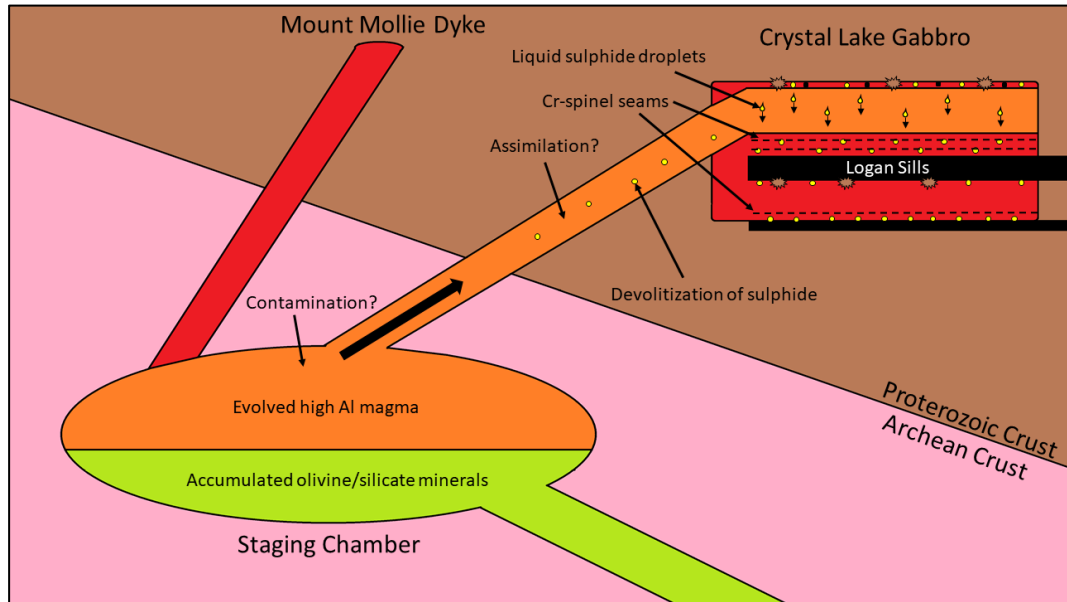 Mount Mollie Dyke
Crystal Lake Gabbro
Liquid sulphide droplets
Cr-spinel seams
Assimilation?
Logan Sills
Devolitization of sulphide
Contamination?
Evolved high Al magma
Proterozoic Crust
Archean Crust
Accumulated olivine/silicate minerals
Staging Chamber